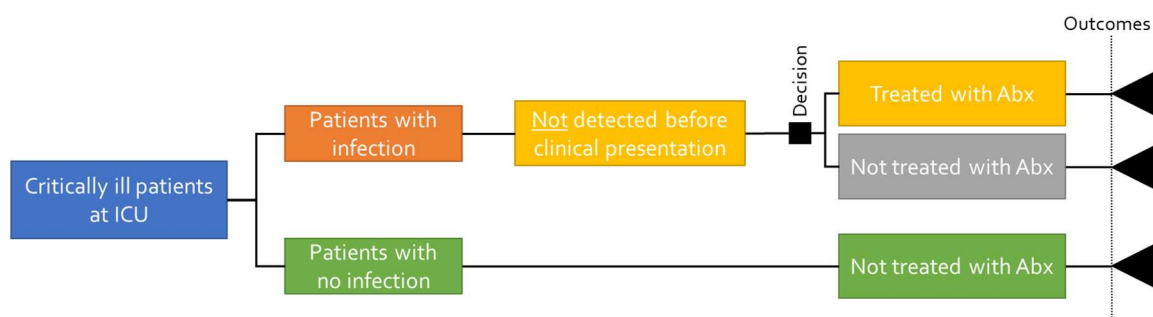 Outcomes
Decision
Treated with Abx
Patients with
infection
Not detected before
clinical presentation
Not treated with Abx
Critically ill patients
at ICU
Patients with
no infection
Not treated with Abx